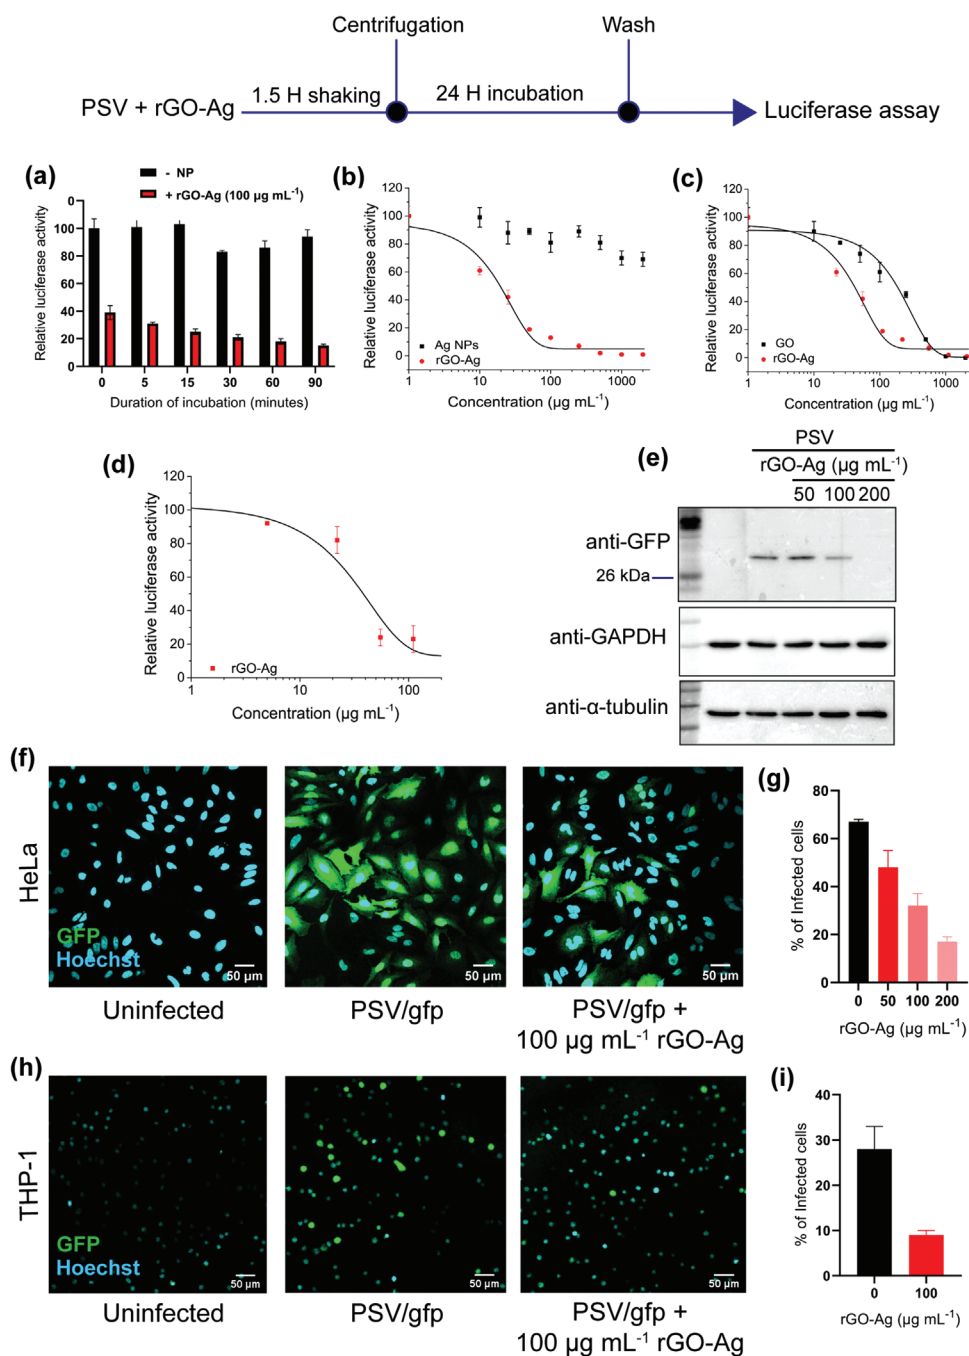 Centrifugation
Wash
PSV + rGO-Ag
1.5 H shaking
24 H incubation
Luciferase assay
(a)
- NP
+ rGO-Ag (100 µg mL-1)
Relative luciferase activity
0
100
80
60
40
20
0
0 5 15 30 60 90
Duration of incubation (minutes)
(b)
Relative luciferase activity
120
100
80
60
40
20
0
Ag NPs
rGO-Ag
1 10 100 1000
Concentration (µg mL-1)
(c)
Relative luciferase activity
120
100
80
60
40
20
0
GO
rGO-Ag
1 10 100 1000
Concentration (µg mL-1)
(d)
Relative luciferase activity
120
100
80
60
40
20
0
rGO-Ag
1 10 100
Concentration (µg mL-1)
(e)
PSV
rGO-Ag (µg mL-1)
50 100 200
anti-GFP
26 kDa
anti-GAPDH
anti-α-tubulin
(f)
HeLa
GFP
Hoechst
50 µm
50 µm
50 µm
Uninfected
PSV/gfp
PSV/gfp +
100 µg mL-1 rGO-Ag
(g)
% of Infected cells
80
60
40
20
0
0 50 100 200
rGO-Ag (µg mL-1)
(h)
THP-1
GFP
Hoechst
50 µm
50 µm
50 µm
Uninfected
PSV/gfp
PSV/gfp +
100 µg mL-1 rGO-Ag
(i)
% of Infected cells
40
30
20
10
0
0 100
rGO-Ag (µg mL-1)